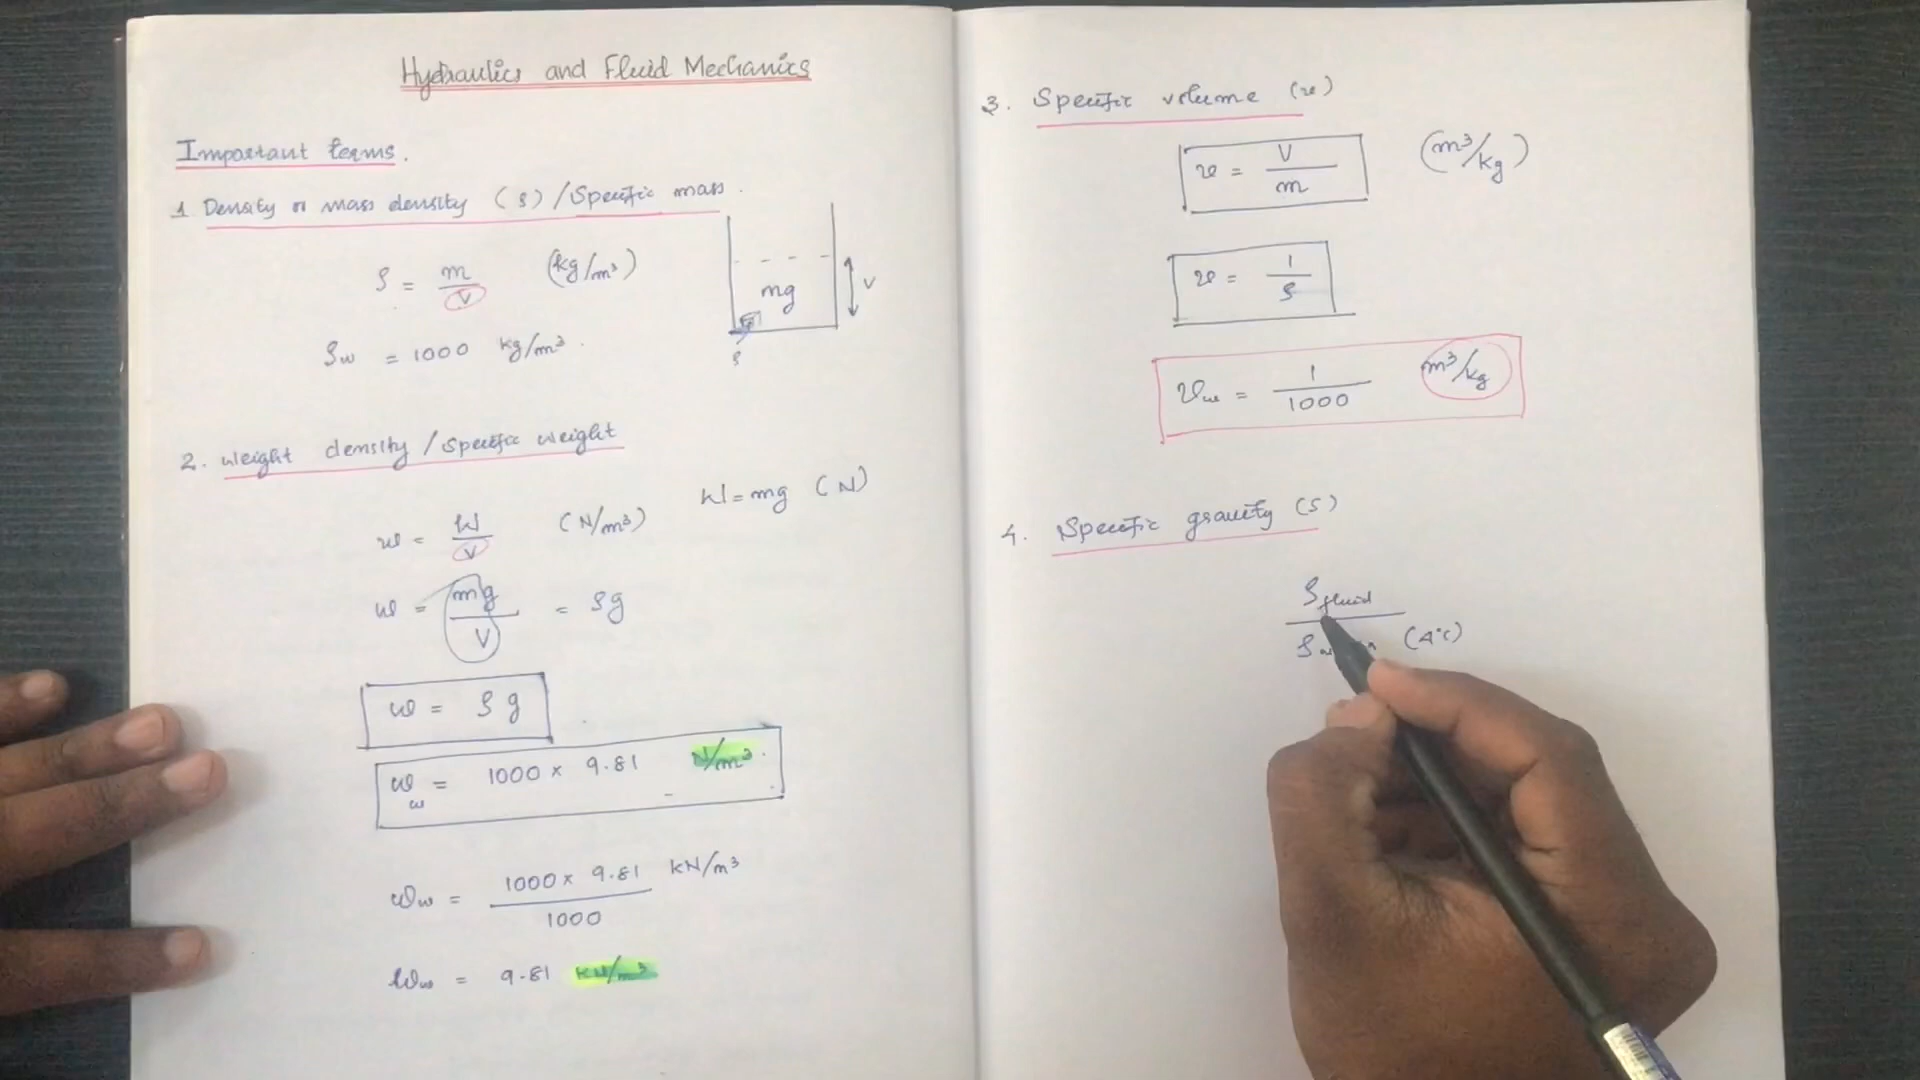 Hydraulics and Fluid Mechanics
Important terms.
1 Density or mass density (ρ) / Specific mass.
ρ = m/V (kg/m³)
mg
V
ρ
ρw = 1000 kg/m³.
2. Weight density / Specific weight
w = W/V (N/m³) W = mg (N)
w = mg/V = ρg
w = ρg
ww = 1000 × 9.81 N/m³.
ww = 1000 × 9.81/1000 kN/m³
ww = 9.81 kN/m³
3. Specific volume (v)
v = V/m (m³/kg)
v = 1/ρ
vw = 1/1000 m³/kg
4. Specific gravity (S)
ρfluid
ρ (4°C)